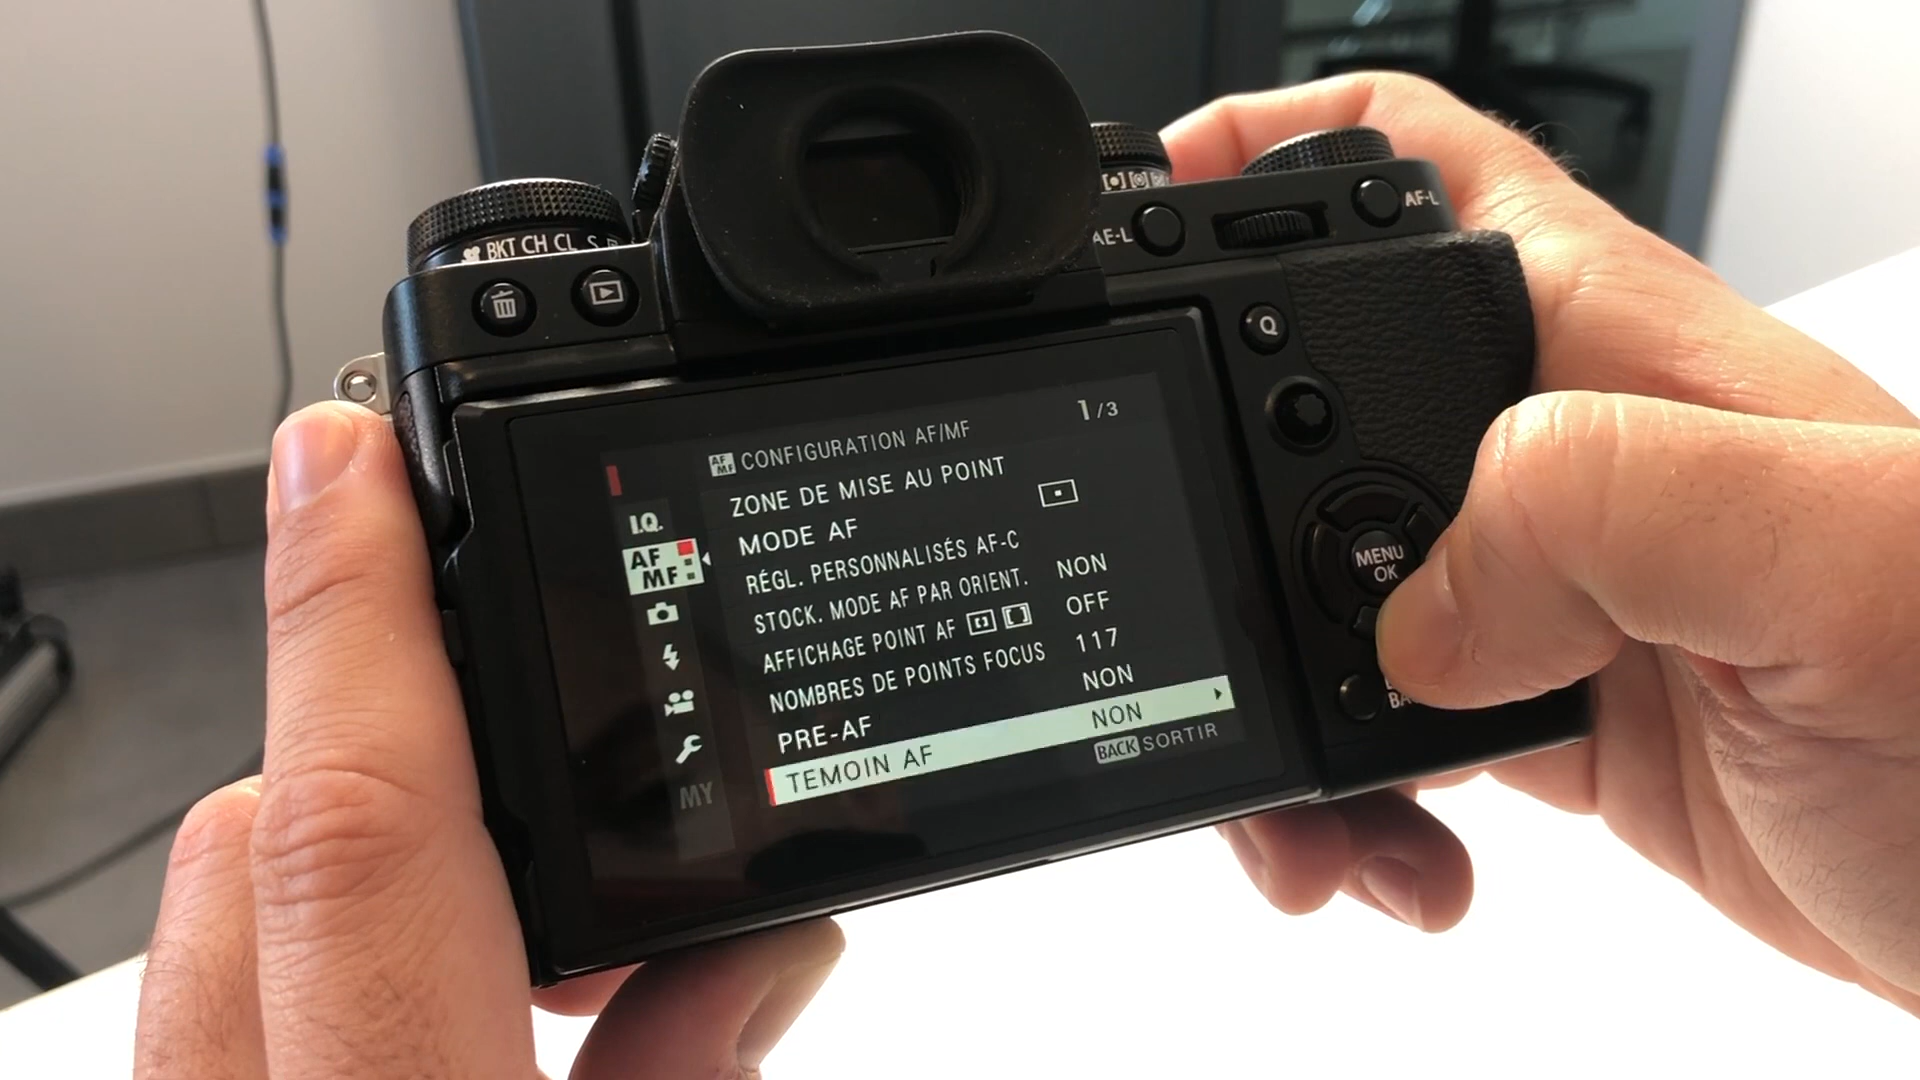 BKT CH CL S
AE-L
AF-L
Q
MENU
OK
1/3
AF MF CONFIGURATION AF/MF
ZONE DE MISE AU POINT
MODE AF
RÉGL. PERSONNALISÉS AF-C
STOCK. MODE AF PAR ORIENT. NON
AFFICHAGE POINT AF OFF
NOMBRES DE POINTS FOCUS 117
PRE-AF NON
TEMOIN AF NON
BACK SORTIR
I.Q.
AF
MF
MY